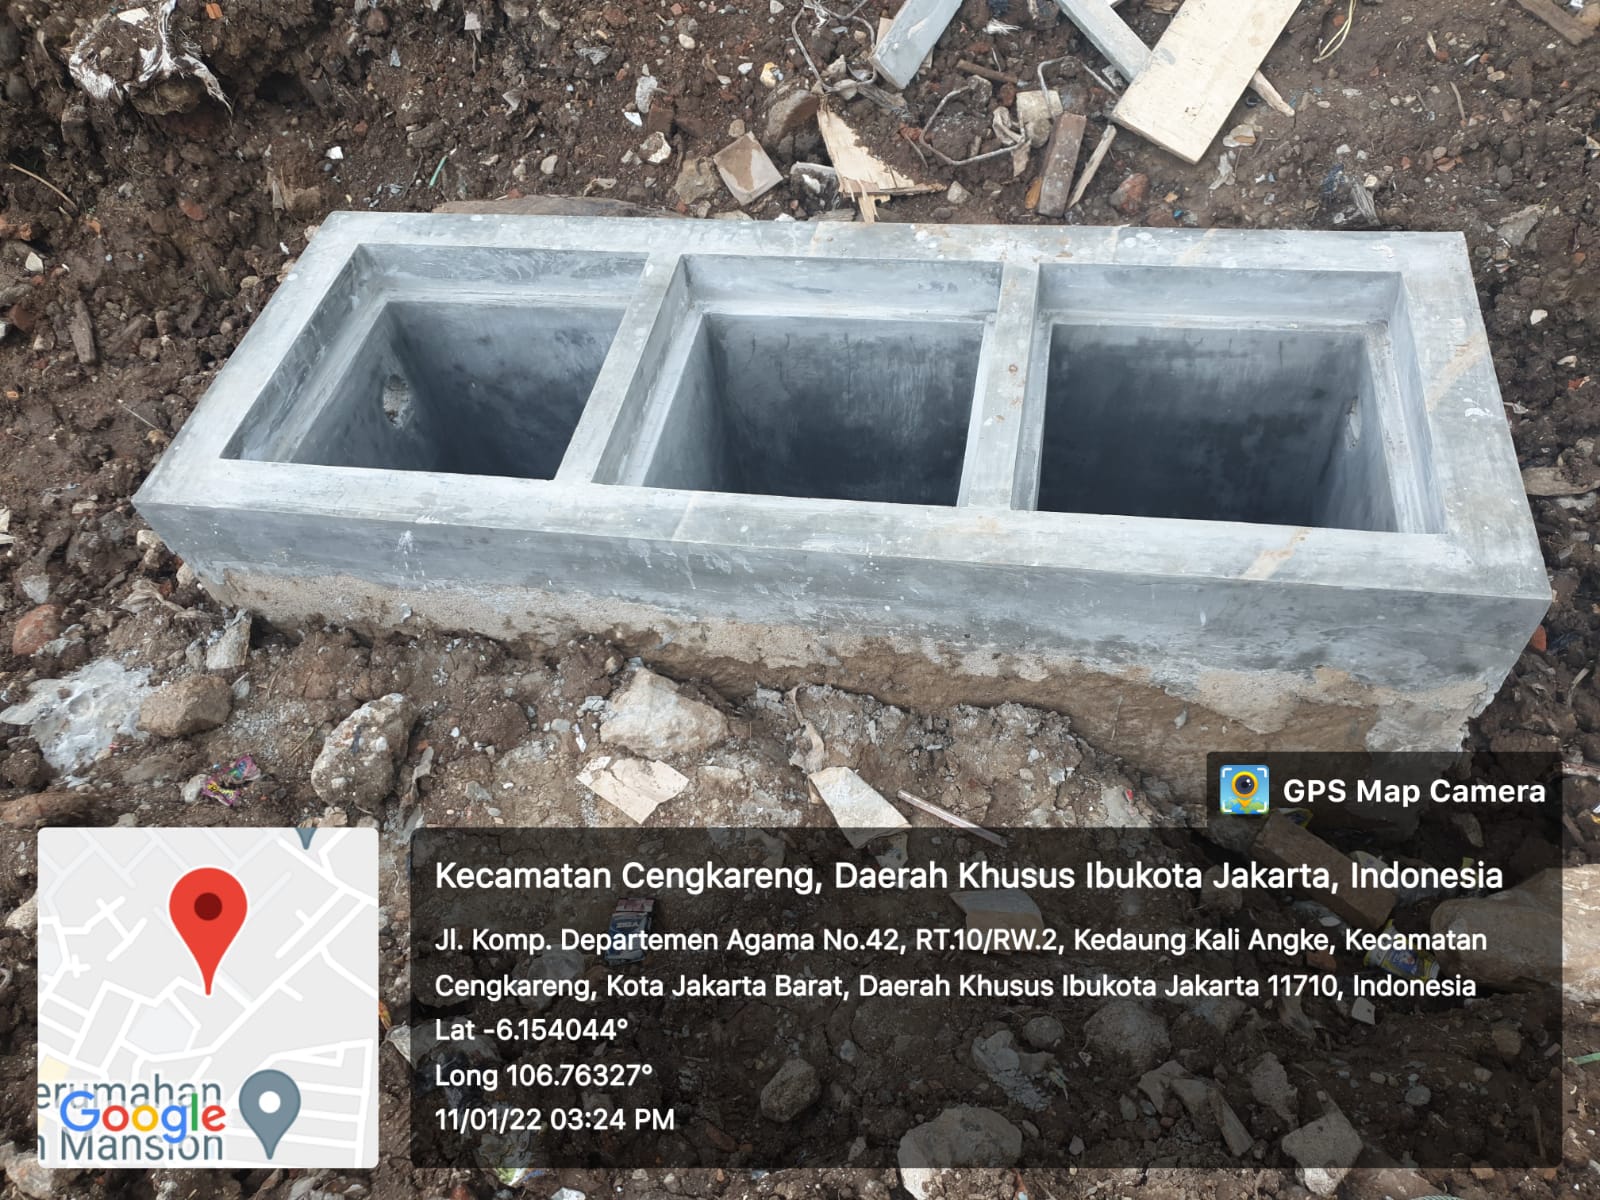 GPS Map Camera
Kecamatan Cengkareng, Daerah Khusus Ibukota Jakarta, Indonesia
Jl. Komp. Departemen Agama No.42, RT.10/RW.2, Kedaung Kali Angke, Kecamatan
Cengkareng, Kota Jakarta Barat, Daerah Khusus Ibukota Jakarta 11710, Indonesia
Lat -6.154044°
Long 106.76327°
11/01/22 03:24 PM
erumahan
Google
n Mansion